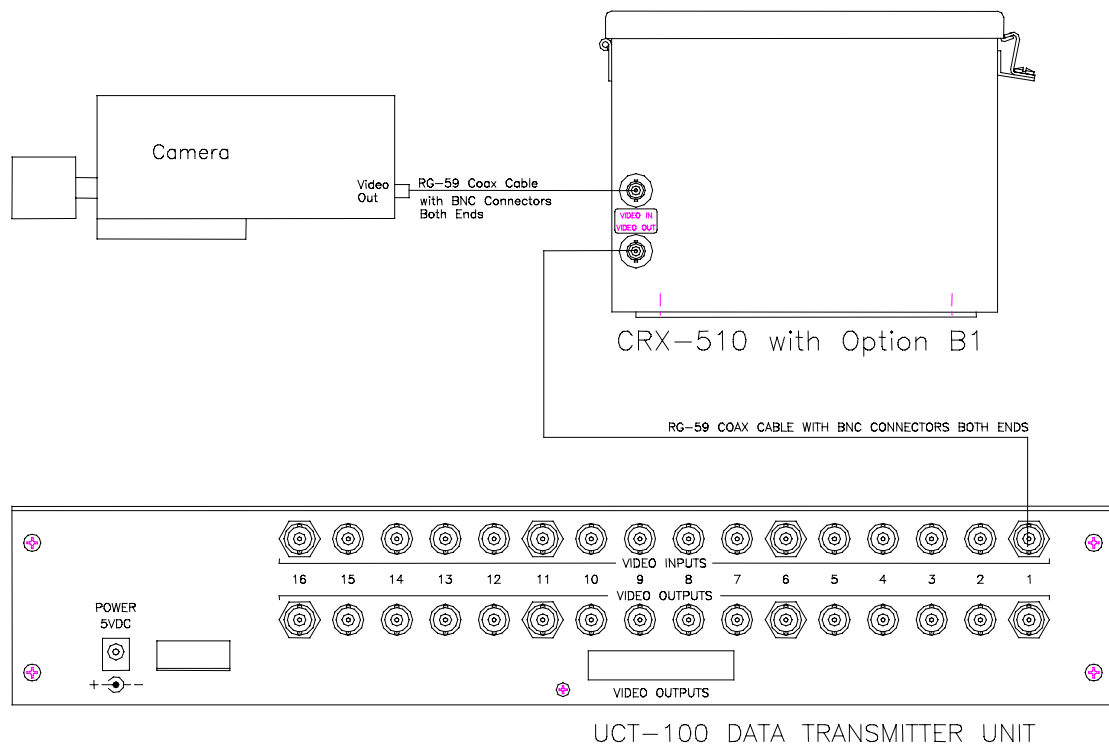 Camera
Video
Out
RG-59 Coax Cable
with BNC Connectors
Both Ends
VIDEO IN
VIDEO OUT
CRX-510 with Option B1
RG-59 COAX CABLE WITH BNC CONNECTORS BOTH ENDS
VIDEO INPUTS
16 15 14 13 12 11 10 9 8 7 6 5 4 3 2 1
VIDEO OUTPUTS
POWER
5VDC
+ -
VIDEO OUTPUTS
UCT-100 DATA TRANSMITTER UNIT